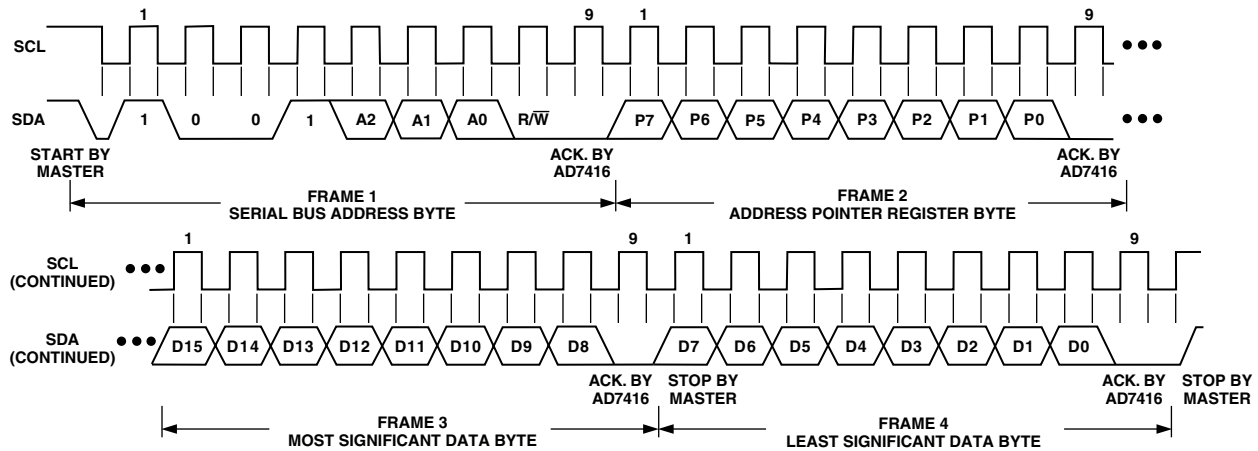 1 9 1 9
SCL
SDA 1 0 0 1 A2 A1 A0 R/W̅ P7 P6 P5 P4 P3 P2 P1 P0
START BY
MASTER
ACK. BY
AD7416
ACK. BY
AD7416
FRAME 1
SERIAL BUS ADDRESS BYTE
FRAME 2
ADDRESS POINTER REGISTER BYTE
1 9 1 9
SCL
(CONTINUED)
SDA
(CONTINUED)
D15 D14 D13 D12 D11 D10 D9 D8 D7 D6 D5 D4 D3 D2 D1 D0
ACK. BY
AD7416
STOP BY
MASTER
ACK. BY
AD7416
STOP BY
MASTER
FRAME 3
MOST SIGNIFICANT DATA BYTE
FRAME 4
LEAST SIGNIFICANT DATA BYTE